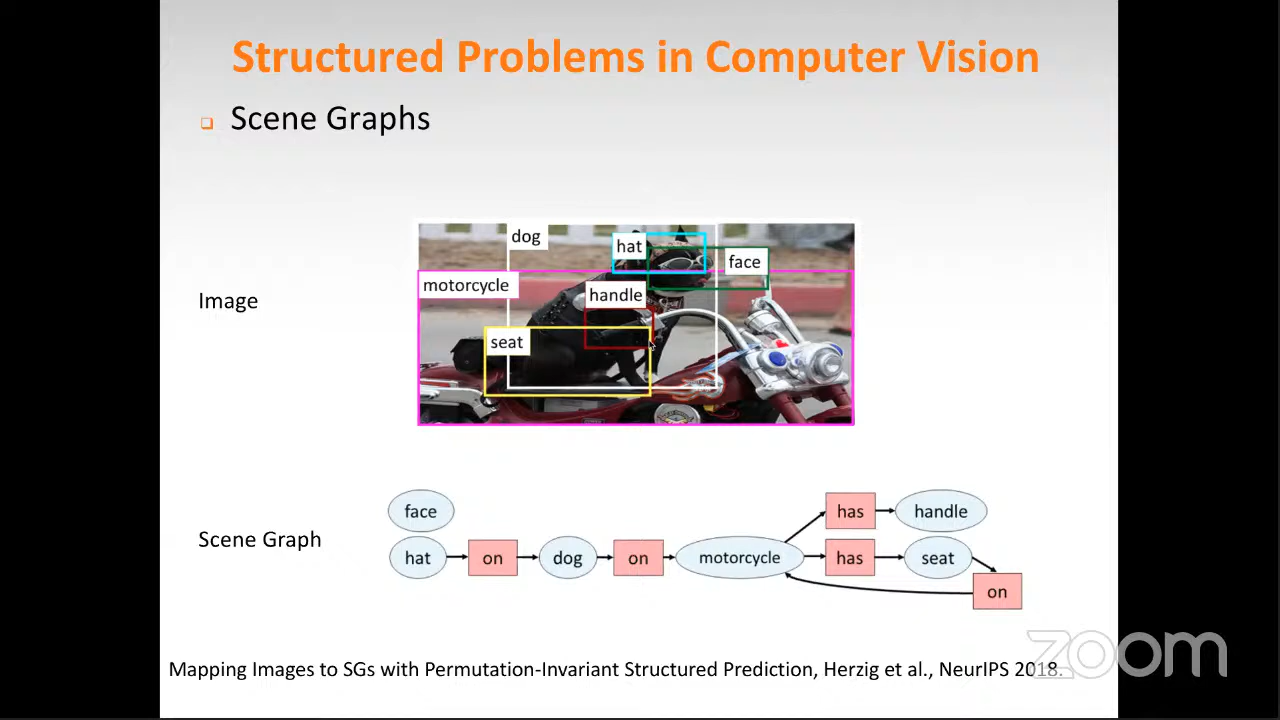 Structured Problems in Computer Vision
Scene Graphs
dog
hat
face
motorcycle
handle
Image
seat
face
has
handle
Scene Graph
hat
on
dog
on
motorcycle
has
seat
on
zoom
Mapping Images to SGs with Permutation-Invariant Structured Prediction, Herzig et al., NeurIPS 2018.